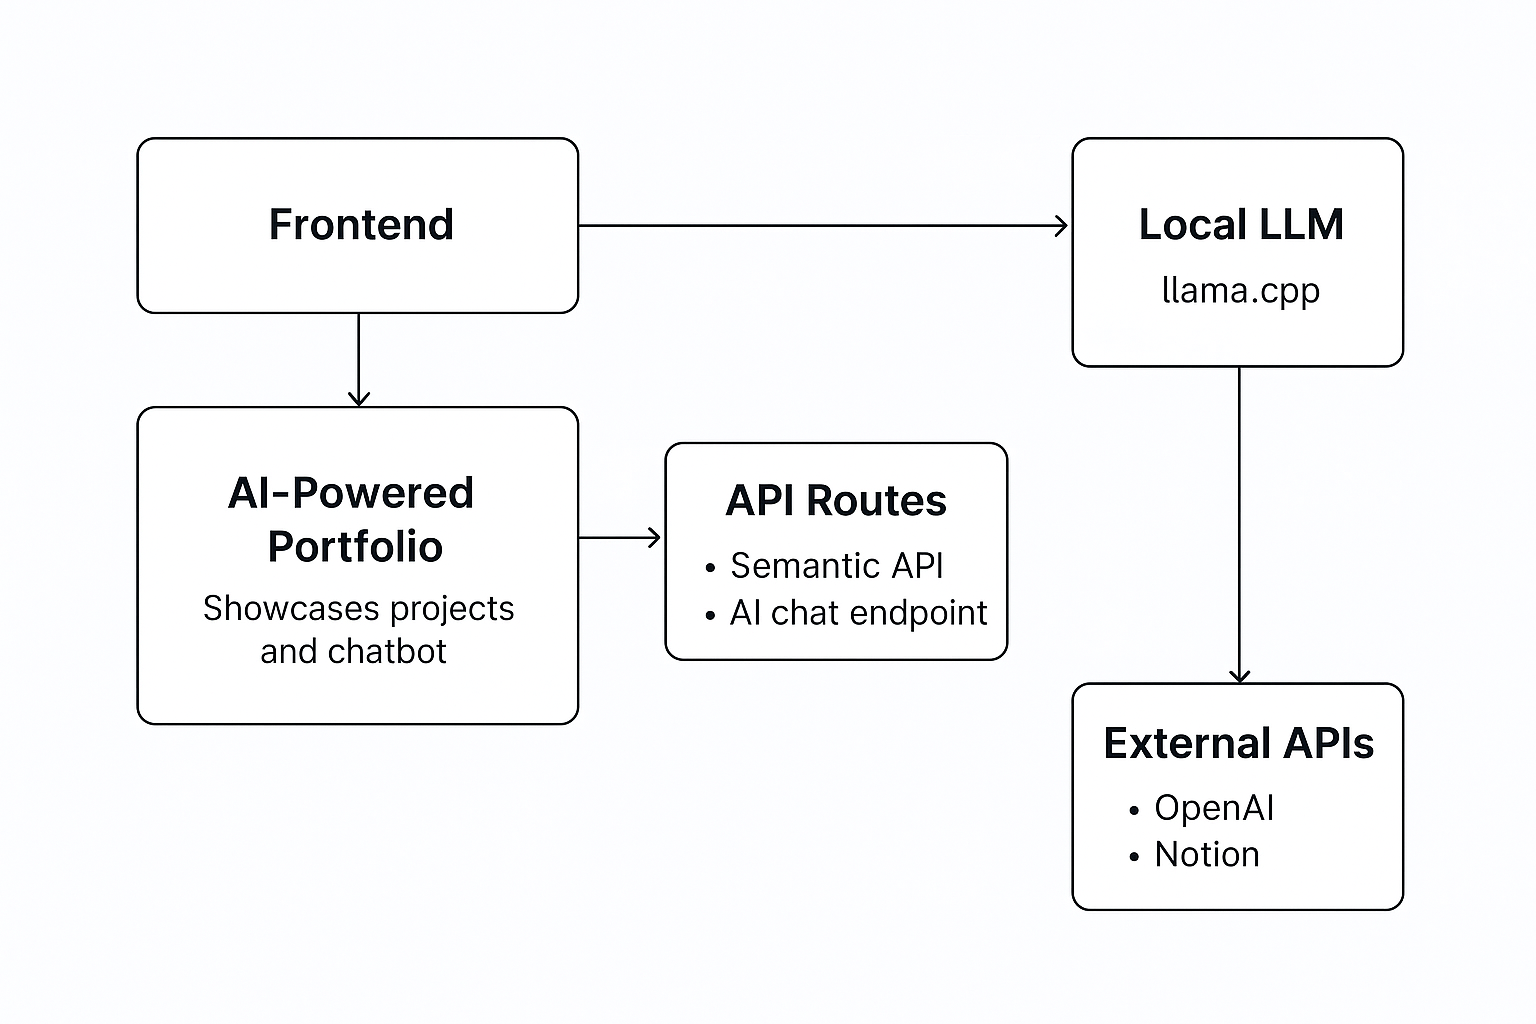 Frontend
Local LLM
llama.cpp
AI-Powered
Portfolio
Showcases projects
and chatbot
API Routes
• Semantic API
• AI chat endpoint
External APIs
• OpenAI
• Notion